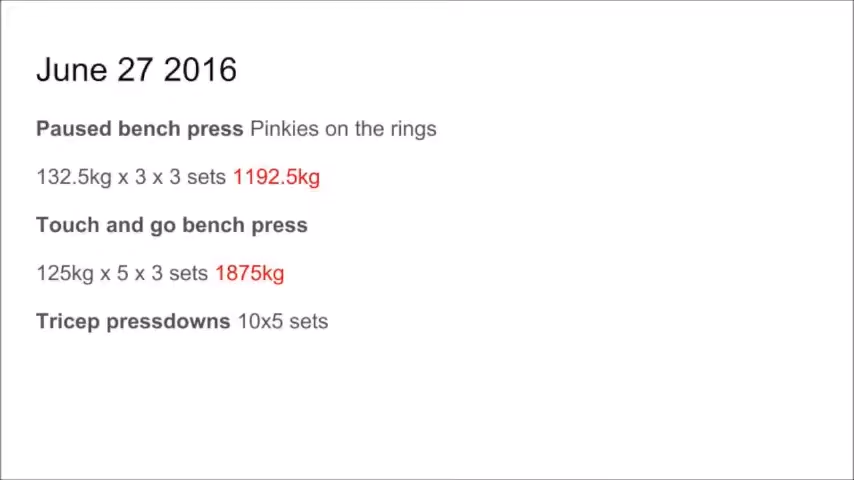 June 27 2016
Paused bench press Pinkies on the rings
132.5kg x 3 x 3 sets 1192.5kg
Touch and go bench press
125kg x 5 x 3 sets 1875kg
Tricep pressdowns 10x5 sets